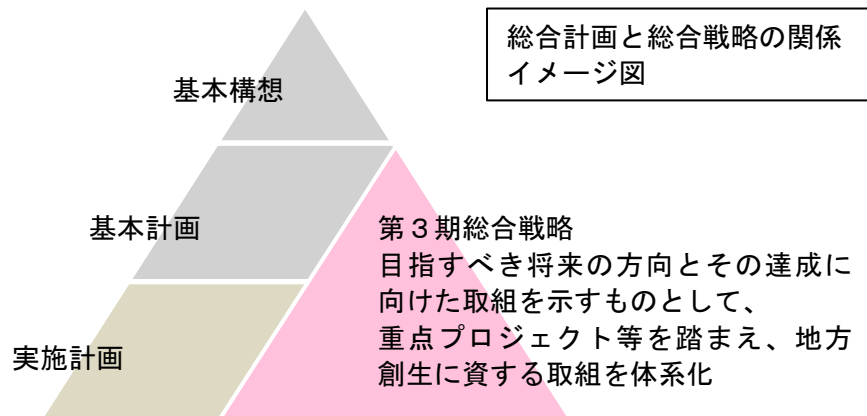 総合計画と総合戦略の関係
イメージ図
基本構想
基本計画
第３期総合戦略
目指すべき将来の方向とその達成に
向けた取組を示すものとして、
重点プロジェクト等を踏まえ、地方
創生に資する取組を体系化
実施計画